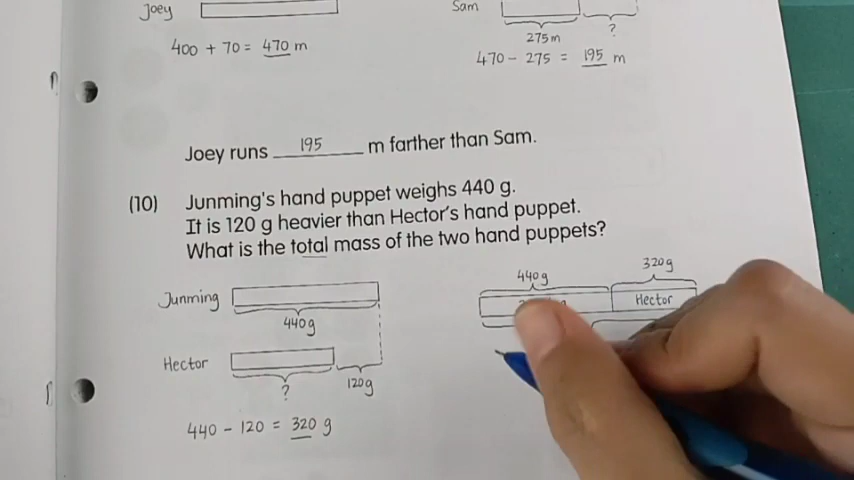 Joey
400 + 70 = 470 m
Sam
275 m
?
470 - 275 = 195 m
Joey runs 195 m farther than Sam.
(10) Junming's hand puppet weighs 440 g.
It is 120 g heavier than Hector's hand puppet.
What is the total mass of the two hand puppets?
Junming
440g
Hector
?
120g
440 - 120 = 320 g
440g
320g
Hector